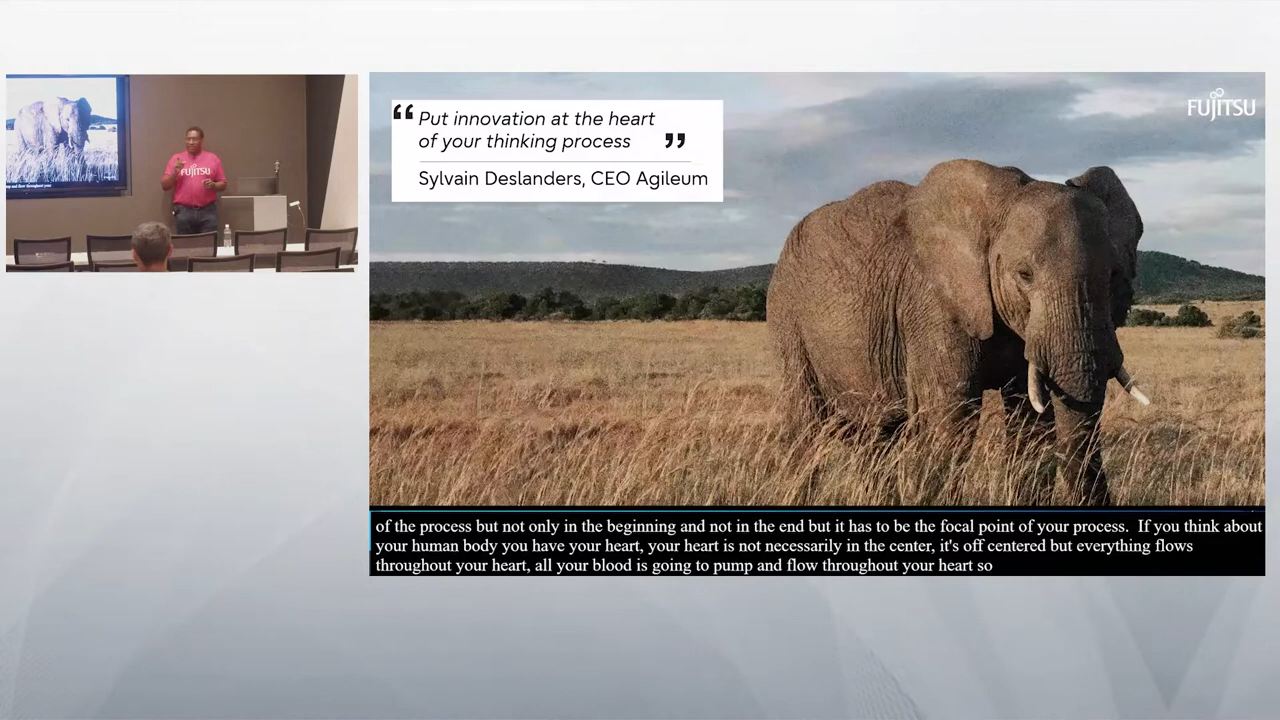 FUJITSU
“Put innovation at the heart
of your thinking process”
Sylvain Deslanders, CEO Agileum
FUJITSU
of the process but not only in the beginning and not in the end but it has to be the focal point of your process.  If you think about
your human body you have your heart, your heart is not necessarily in the center, it's off centered but everything flows
throughout your heart, all your blood is going to pump and flow throughout your heart so